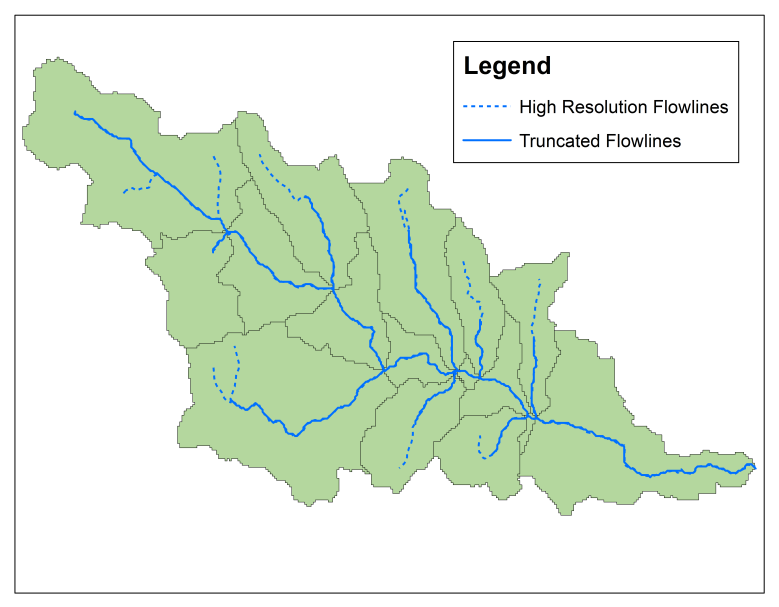 Legend
High Resolution Flowlines
Truncated Flowlines